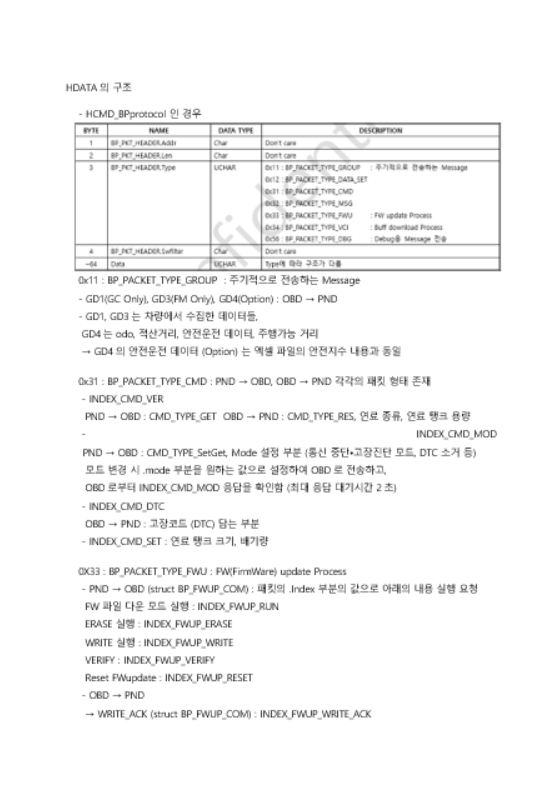 HDATA 의 구조
- HCMD_BPprotocol 인 경우
BYTE NAME DATA TYPE DESCRIPTION
1 BP_PKT_HEADER.Addr Char Don't care
2 BP_PKT_HEADER.Len Char Don't care
3 BP_PKT_HEADER.Type UCHAR 0x11 : BP_PACKET_TYPE_GROUP : 주기적으로 전송하는 Message
0x12 : BP_PACKET_TYPE_DATA_SET
0x31 : BP_PACKET_TYPE_CMD
0x32 : BP_PACKET_TYPE_MSG
0x33 : BP_PACKET_TYPE_FWU : FW update Process
0x34 : BP_PACKET_TYPE_VCI : Buff download Process
0x36 : BP_PACKET_TYPE_DBG : Debug용 Message 전송
4 BP_PKT_HEADER.Swfilter Char Don't care
~64 Data UCHAR Type에 따라 구조가 다름
0x11 : BP_PACKET_TYPE_GROUP : 주기적으로 전송하는 Message
- GD1(GC Only), GD3(FM Only), GD4(Option) : OBD → PND
- GD1, GD3 는 차량에서 수집한 데이터들,
GD4 는 odo, 적산거리, 안전운전 데이터, 주행가능 거리
→ GD4 의 안전운전 데이터 (Option) 는 엑셀 파일의 안전지수 내용과 동일
0x31 : BP_PACKET_TYPE_CMD : PND → OBD, OBD → PND 각각의 패킷 형태 존재
- INDEX_CMD_VER
PND → OBD : CMD_TYPE_GET OBD → PND : CMD_TYPE_RES, 연료 종류, 연료 탱크 용량
- INDEX_CMD_MOD
PND → OBD : CMD_TYPE_SetGet, Mode 설정 부분 (통신 중단•고장진단 모드, DTC 소거 등)
모드 변경 시 .mode 부분을 원하는 값으로 설정하여 OBD 로 전송하고,
OBD 로부터 INDEX_CMD_MOD 응답을 확인함 (최대 응답 대기시간 2 초)
- INDEX_CMD_DTC
OBD → PND : 고장코드 (DTC) 담는 부분
- INDEX_CMD_SET : 연료 탱크 크기, 배기량
0X33 : BP_PACKET_TYPE_FWU : FW(FirmWare) update Process
- PND → OBD (struct BP_FWUP_COM) : 패킷의 .Index 부분의 값으로 아래의 내용 실행 요청
FW 파일 다운 모드 실행 : INDEX_FWUP_RUN
ERASE 실행 : INDEX_FWUP_ERASE
WRITE 실행 : INDEX_FWUP_WRITE
VERIFY : INDEX_FWUP_VERIFY
Reset FWupdate : INDEX_FWUP_RESET
- OBD → PND
→ WRITE_ACK (struct BP_FWUP_COM) : INDEX_FWUP_WRITE_ACK